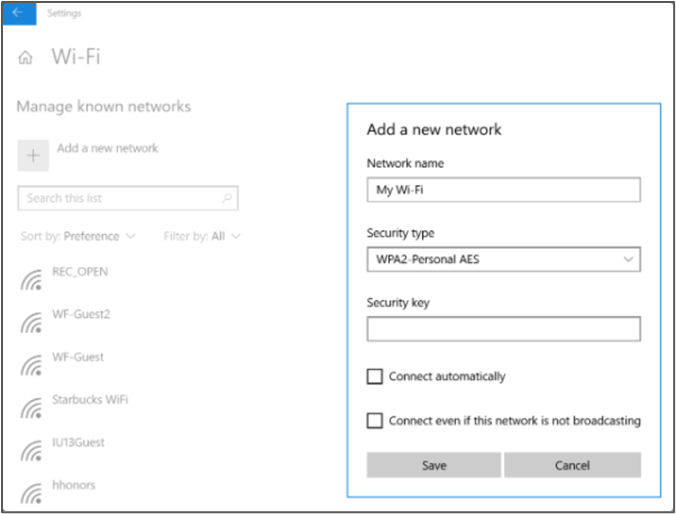 Settings
Wi-Fi
Manage known networks
Add a new network
Search this list
Sort by: Preference Filter by: All
REC_OPEN
WF-Guest2
WF-Guest
Starbucks WiFi
IU13Guest
hhonors
Add a new network
Network name
My Wi-Fi
Security type
WPA2-Personal AES
Security key
Connect automatically
Connect even if this network is not broadcasting
Save Cancel